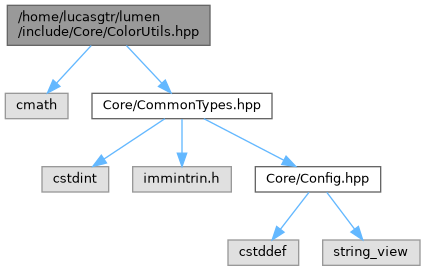 /home/lucasgtr/lumen
/include/Core/ColorUtils.hpp
cmath
Core/CommonTypes.hpp
cstdint
immintrin.h
Core/Config.hpp
cstddef
string_view